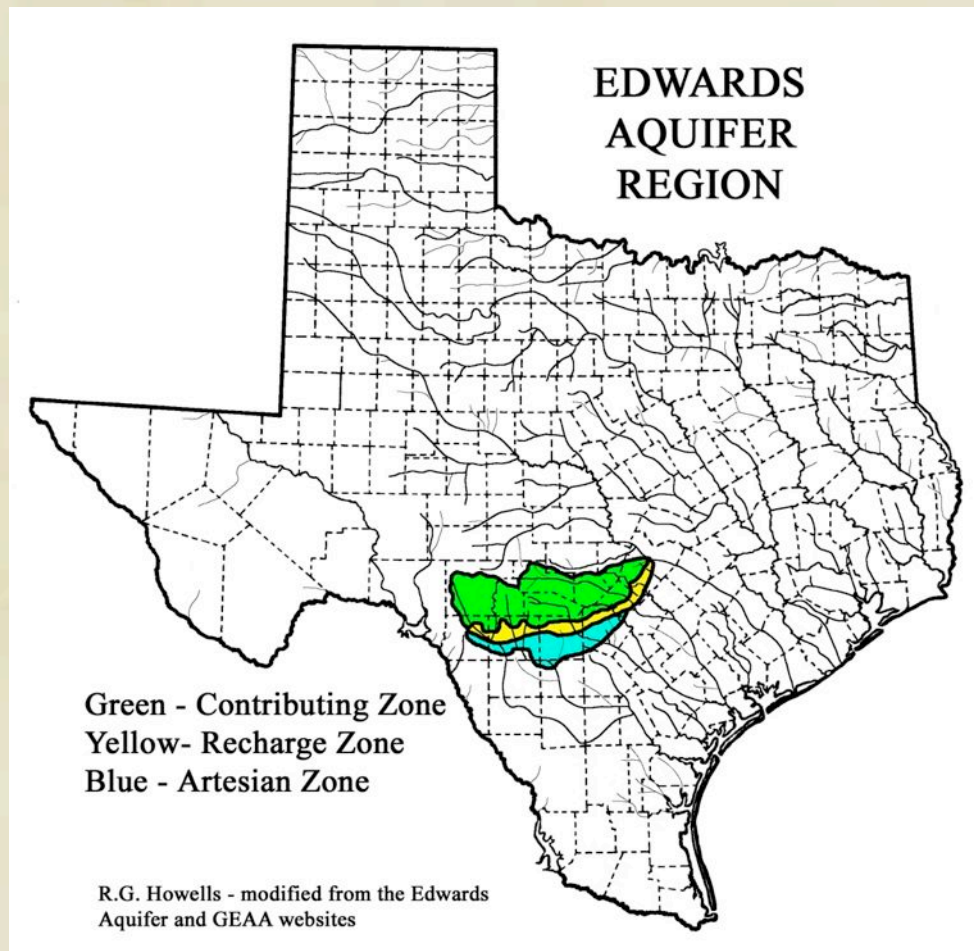 EDWARDS
AQUIFER
REGION
Green - Contributing Zone
Yellow- Recharge Zone
Blue - Artesian Zone
R.G. Howells - modified from the Edwards
Aquifer and GEAA websites